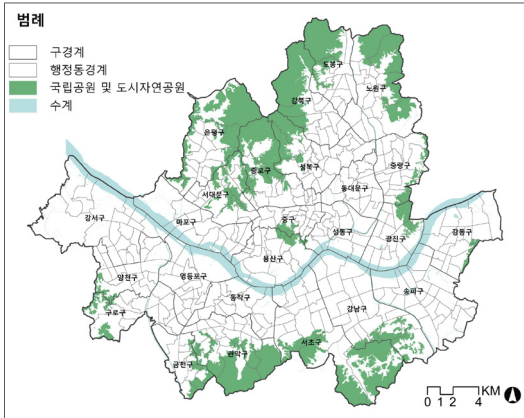 범례
구경계
행정동경계
국립공원 및 도시자연공원
수계
도봉구
노원구
강북구
은평구
성북구
종로구
중랑구
서대문구
동대문구
마포구
중구
성동구
광진구
강동구
강서구
용산구
양천구
영등포구
동작구
송파구
강남구
구로구
서초구
관악구
금천구
KM
0 1 2 4